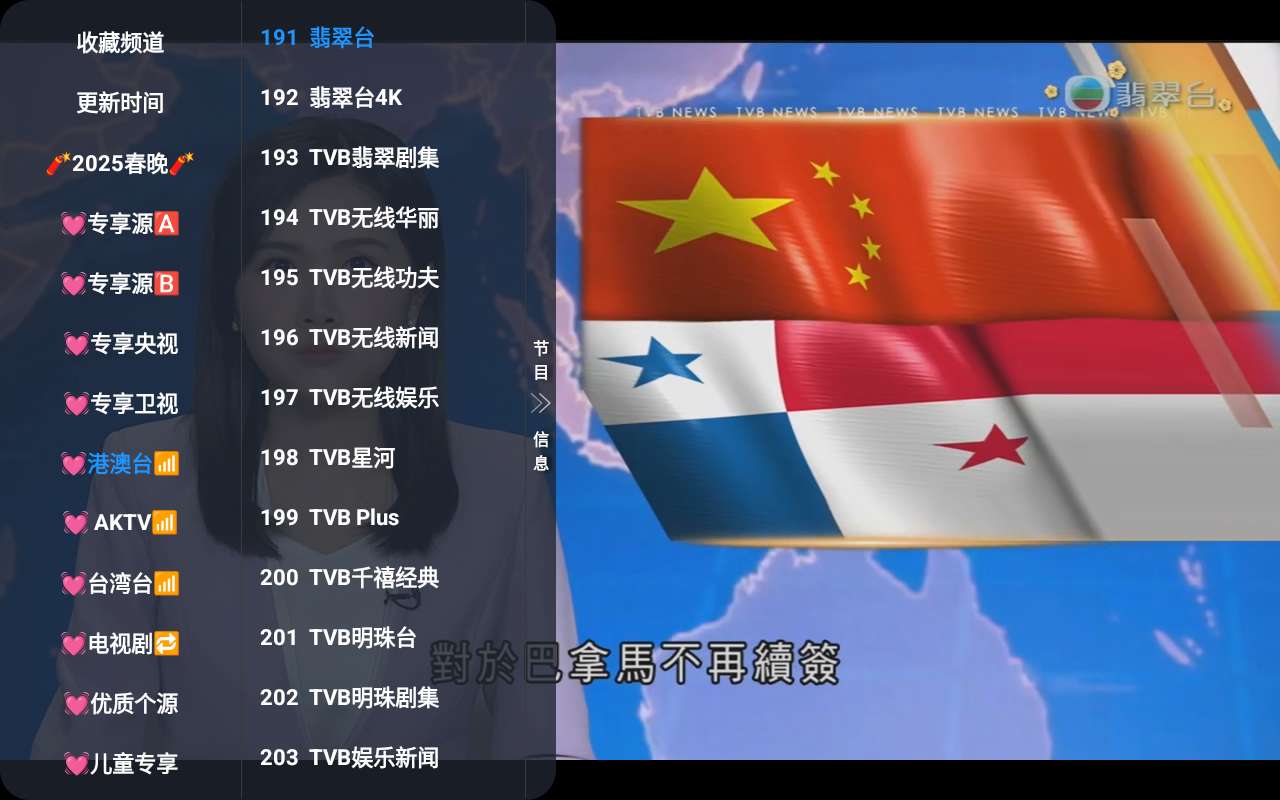 收藏频道
更新时间
🧨2025春晚🧨
💓专享源🅰️
💓专享源🅱️
💓专享央视
💓专享卫视
💓港澳台📶
💓 AKTV📶
💓台湾台📶
💓电视剧🔁
💓优质个源
💓儿童专享
191 翡翠台
192 翡翠台4K
193 TVB翡翠剧集
194 TVB无线华丽
195 TVB无线功夫
196 TVB无线新闻
197 TVB无线娱乐
198 TVB星河
199 TVB Plus
200 TVB千禧经典
201 TVB明珠台
202 TVB明珠剧集
203 TVB娱乐新闻
节目
信息
翡翠台
TVB NEWS TVB NEWS TVB NEWS TVB NEWS TVB NEWS TVB
對於巴拿馬不再續簽